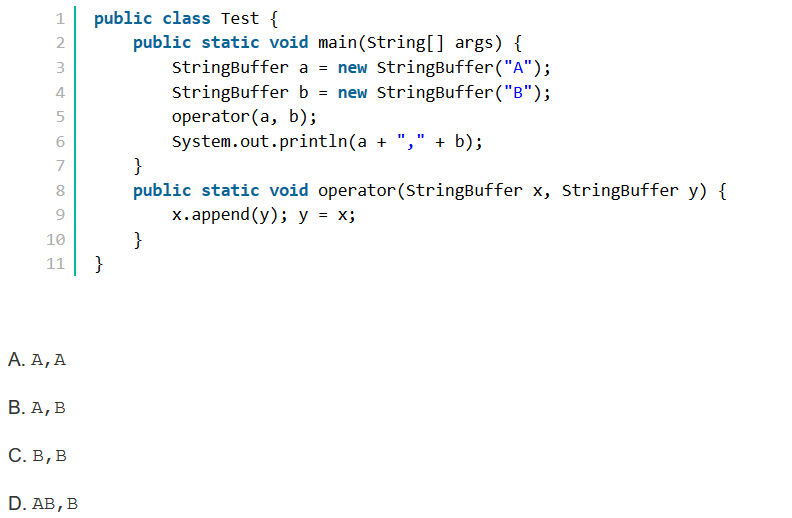 1 public class Test {
2     public static void main(String[] args) {
3         StringBuffer a = new StringBuffer("A");
4         StringBuffer b = new StringBuffer("B");
5         operator(a, b);
6         System.out.println(a + "," + b);
7     }
8     public static void operator(StringBuffer x, StringBuffer y) {
9         x.append(y); y = x;
10     }
11 }
A. A,A
B. A,B
C. B,B
D. AB,B